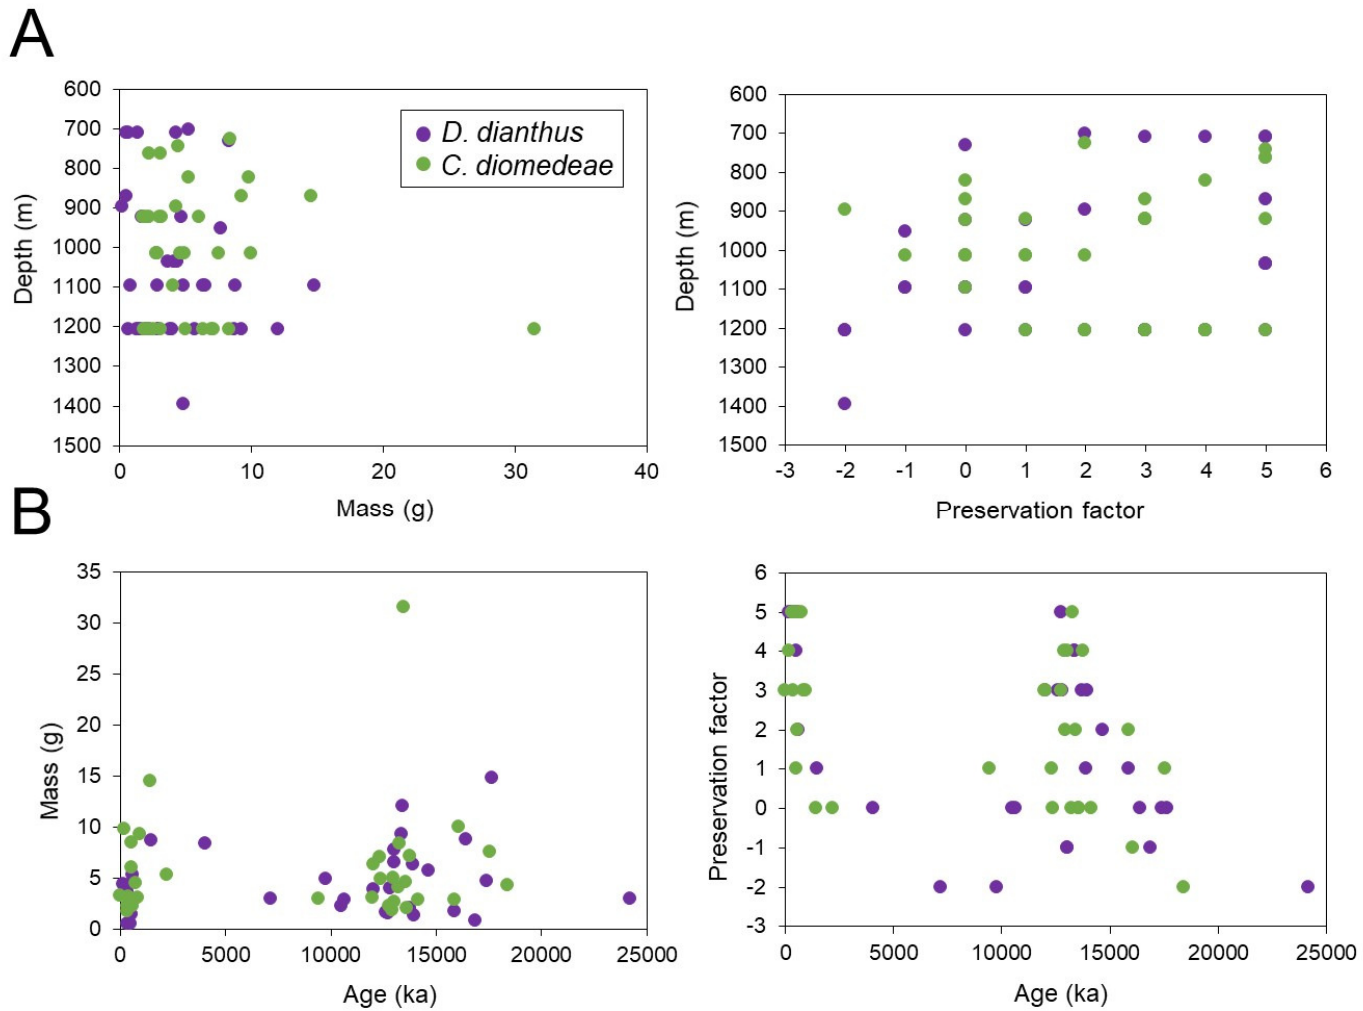 A
600
700
800
900
1000
1100
1200
1300
1400
1500
Depth (m)
0 10 20 30 40
Mass (g)
D. dianthus
C. diomedeae
600
700
800
900
1000
1100
1200
1300
1400
1500
Depth (m)
-3 -2 -1 0 1 2 3 4 5 6
Preservation factor
B
35
30
25
20
15
10
5
0
Mass (g)
0 5000 10000 15000 20000 25000
Age (ka)
6
5
4
3
2
1
0
-1
-2
-3
Preservation factor
0 5000 10000 15000 20000 25000
Age (ka)